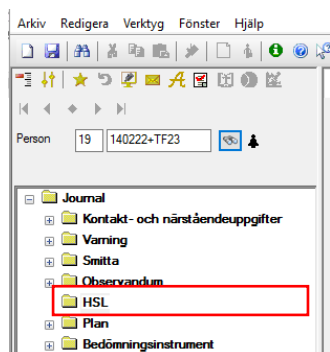 Arkiv Redigera Verktyg Fönster Hjälp
Person 19 140222+TF23
Journal
Kontakt- och närståendeuppgifter
Varning
Smitta
Observandum
HSL
Plan
Bedömningsinstrument